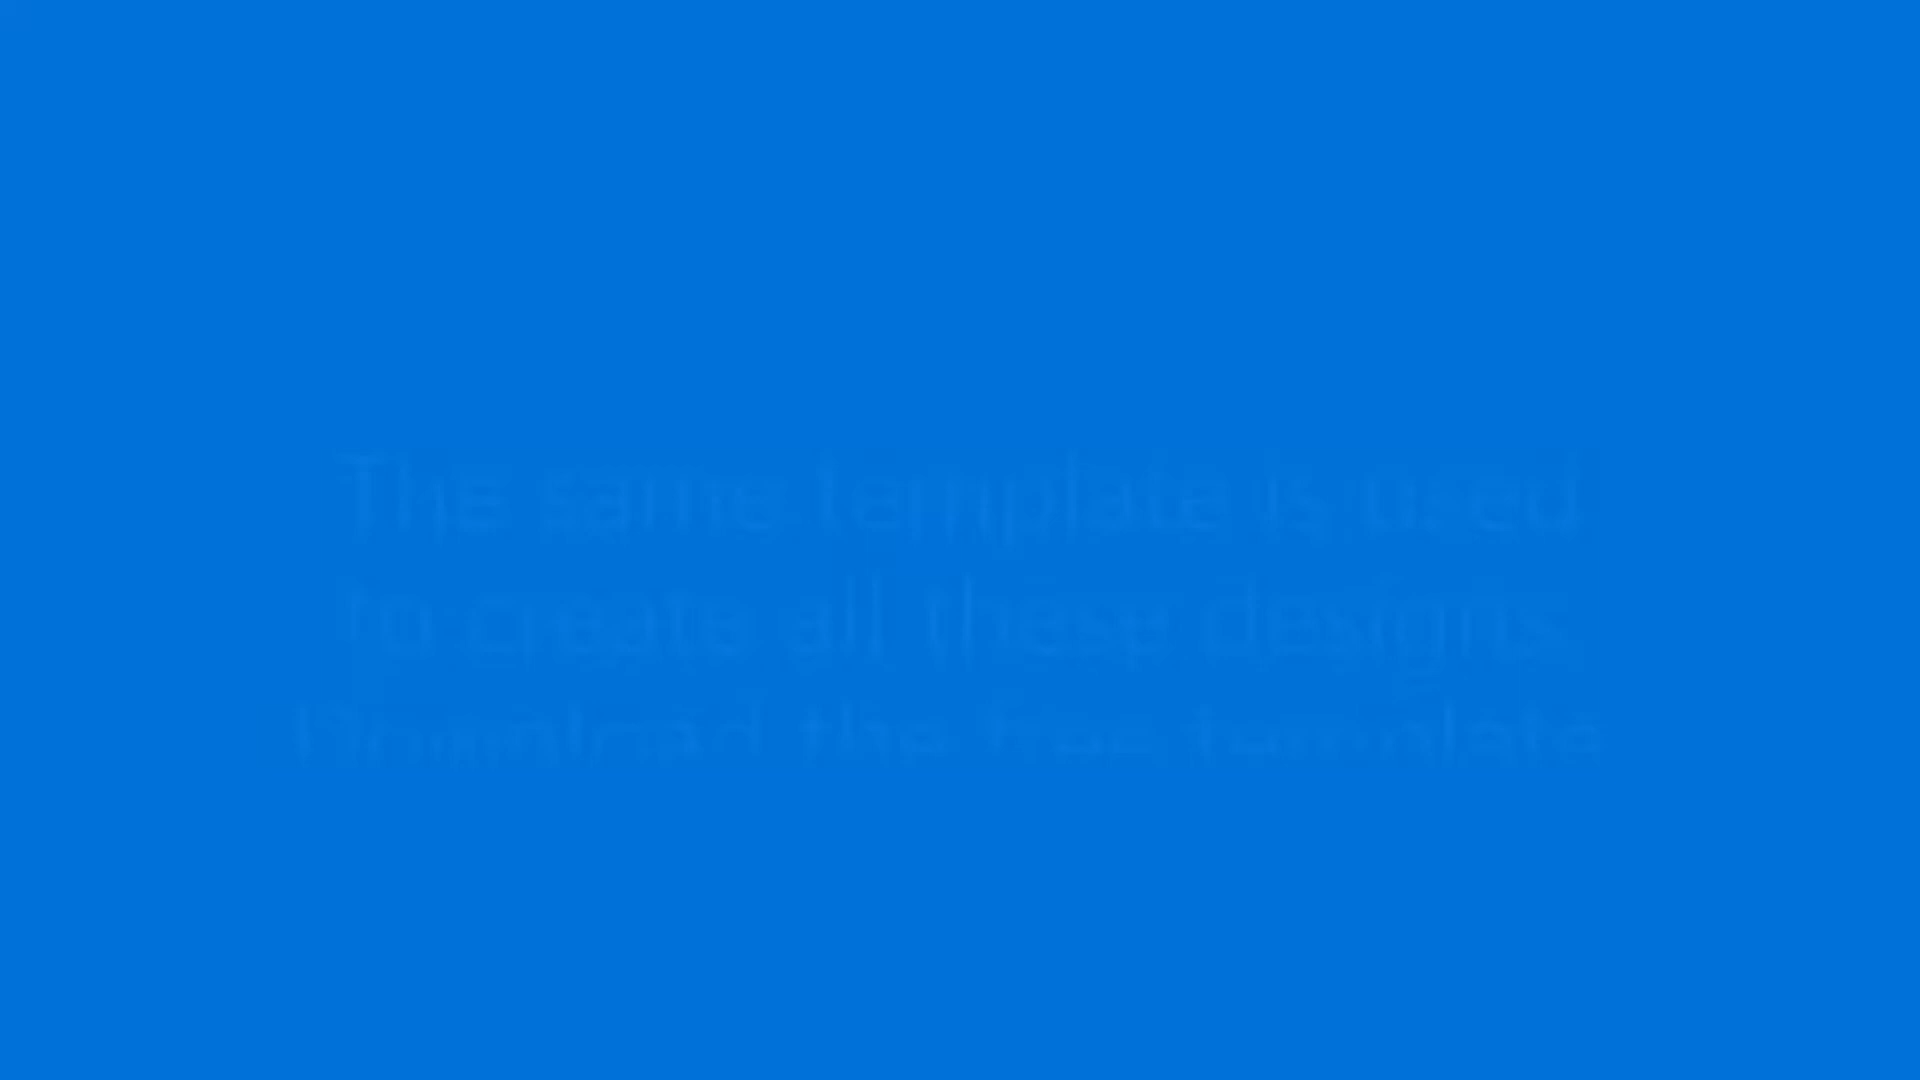 The same template is used
to create all these designs.
Download the free template